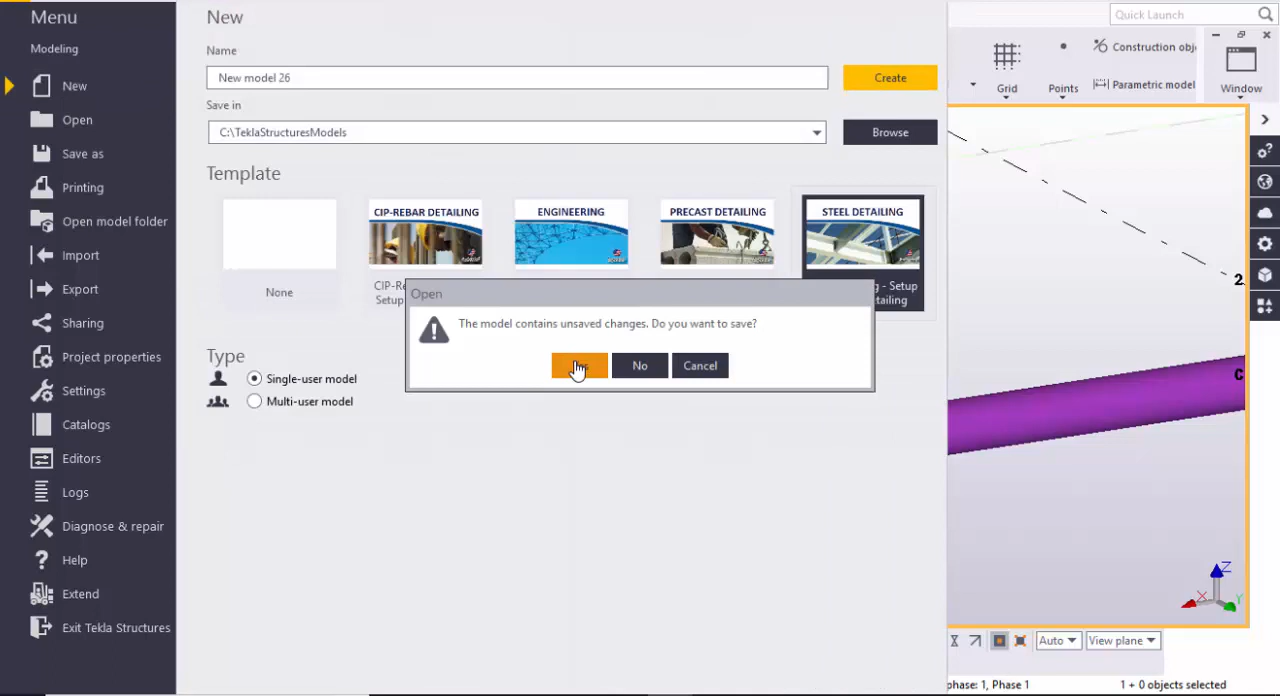 Menu
Modeling
New
Open
Save as
Printing
Open model folder
Import
Export
Sharing
Project properties
Settings
Catalogs
Editors
Logs
Diagnose & repair
Help
Extend
Exit Tekla Structures
New
Name
New model 26
Create
Save in
C:\TeklaStructuresModels
Browse
Template
None
CIP-REBAR DETAILING
CIP-R
Setup
ENGINEERING
PRECAST DETAILING
STEEL DETAILING
g - Setup
etailing
Open
The model contains unsaved changes. Do you want to save?
No
Cancel
Type
Single-user model
Multi-user model
Quick Launch
Grid
Points
Construction obj
Parametric model
Window
2
C
Z
X
Y
Auto
View plane
phase: 1, Phase 1
1 + 0 objects selected